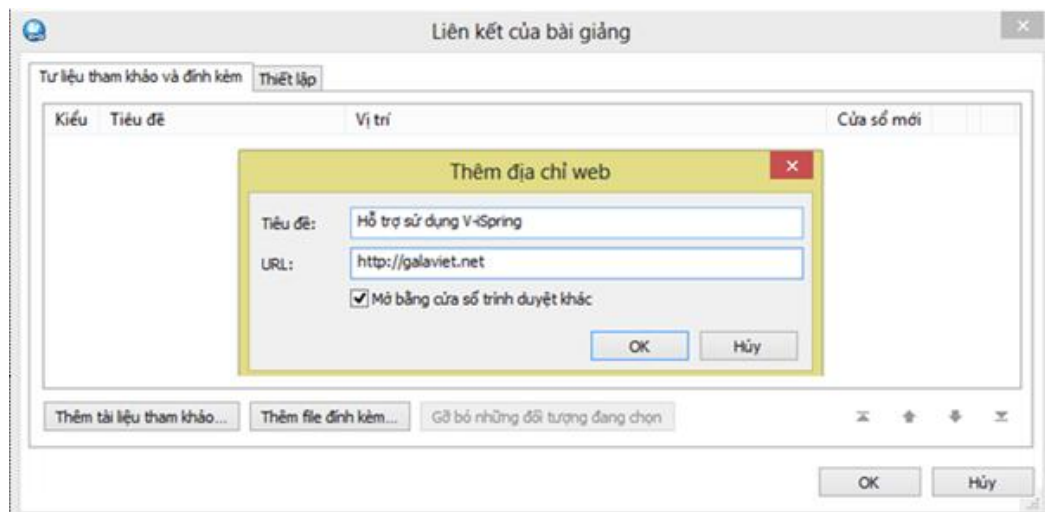 Liên kết của bài giảng
Tư liệu tham khảo và đính kèm Thiết lập
Kiểu Tiêu đề Vị trí Cửa sổ mới
Thêm địa chỉ web
Tiêu đề: Hỗ trợ sử dụng V-iSpring
URL: http://galaviet.net
Mở bằng cửa sổ trình duyệt khác
OK Hủy
Thêm tài liệu tham khảo... Thêm file đính kèm... Gỡ bỏ những đối tượng đang chọn
OK Hủy